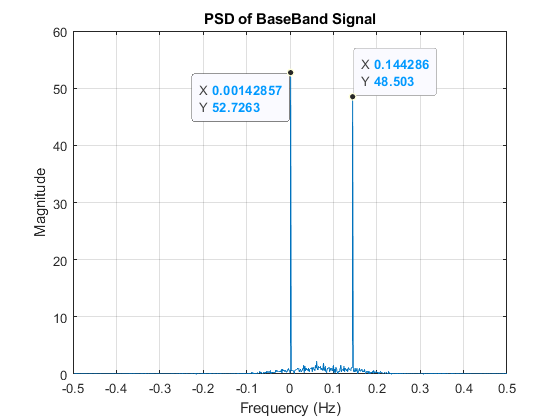 PSD of BaseBand Signal
60
50
40
30
20
10
0
Magnitude
X 0.00142857
Y 52.7263
X 0.144286
Y 48.503
-0.5 -0.4 -0.3 -0.2 -0.1 0 0.1 0.2 0.3 0.4 0.5
Frequency (Hz)